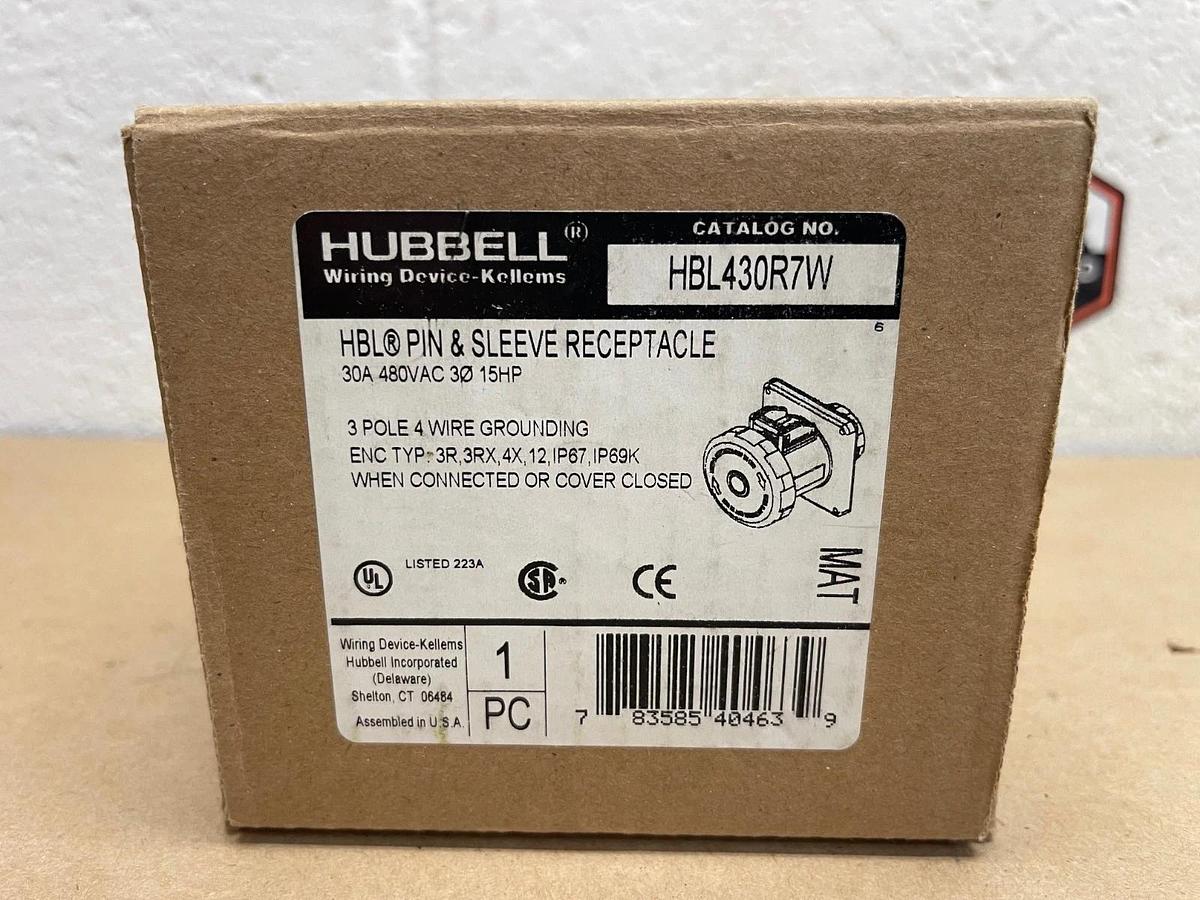 HUBBELL®
Wiring Device-Kellems
CATALOG NO.
HBL430R7W
6
HBL® PIN & SLEEVE RECEPTACLE
30A 480VAC 3Ø 15HP
3 POLE 4 WIRE GROUNDING
ENC TYP: 3R,3RX,4X,12,IP67,IP69K
WHEN CONNECTED OR COVER CLOSED
UL
LISTED 223A
SA®
CE
MAT
Wiring Device-Kellems
Hubbell Incorporated
(Delaware)
Shelton, CT 06484
Assembled in U.S.A.
1
PC
7 83585 40463 9